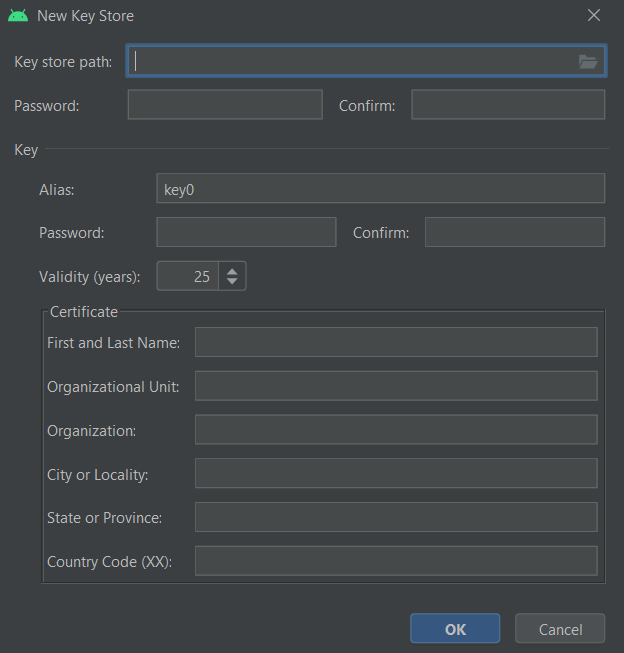 New Key Store
Key store path:
Password: Confirm:
Key
Alias: key0
Password: Confirm:
Validity (years): 25
Certificate
First and Last Name:
Organizational Unit:
Organization:
City or Locality:
State or Province:
Country Code (XX):
OK Cancel